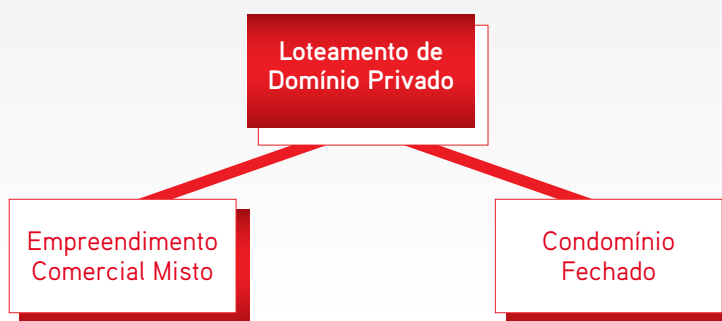 Loteamento de
Domínio Privado
Empreendimento
Comercial Misto
Condomínio
Fechado